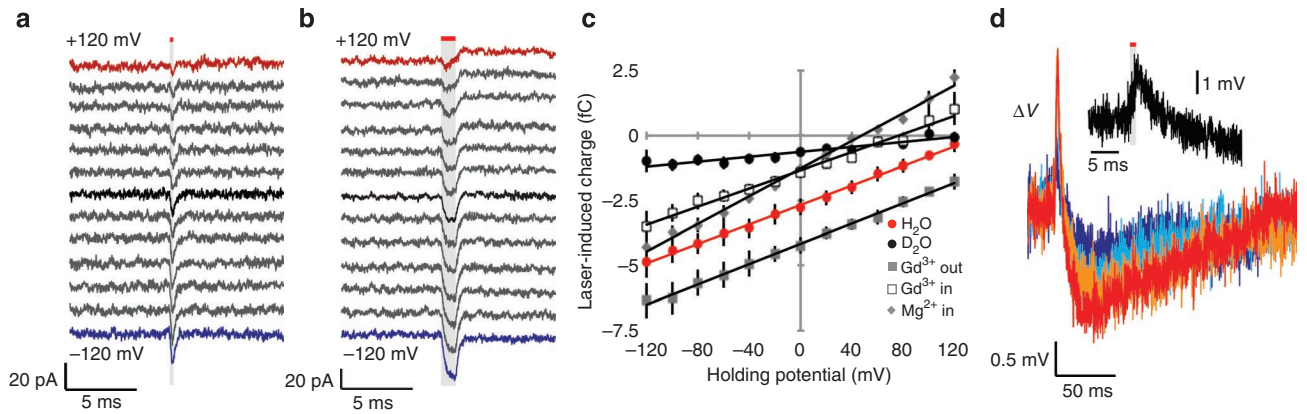 a
+120 mV
−120 mV
20 pA
5 ms
b
+120 mV
−120 mV
20 pA
5 ms
c
Laser-induced charge (fC)
2.5
0
−2.5
−5
−7.5
−120
−80
−40
0
40
80
120
Holding potential (mV)
H₂O
D₂O
Gd³⁺ out
Gd³⁺ in
Mg²⁺ in
d
ΔV
1 mV
5 ms
0.5 mV
50 ms